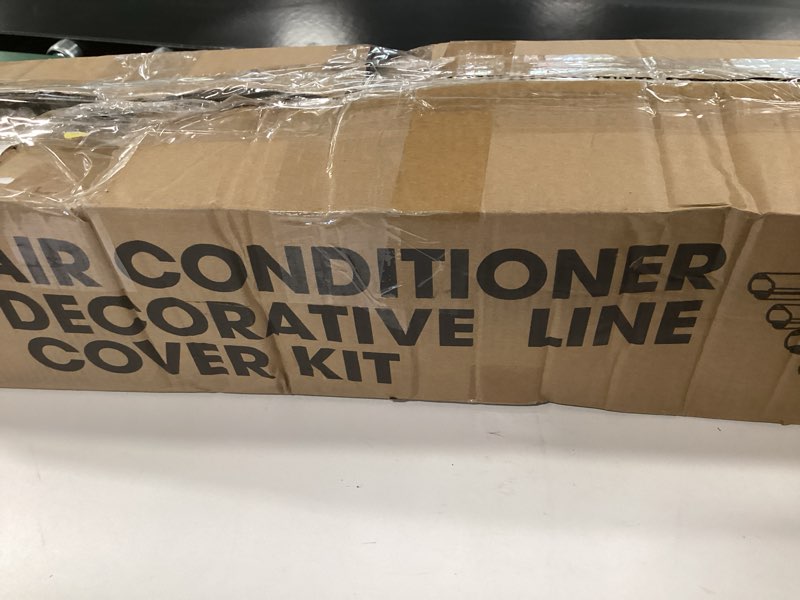 AIR CONDITIONER
DECORATIVE LINE
COVER KIT